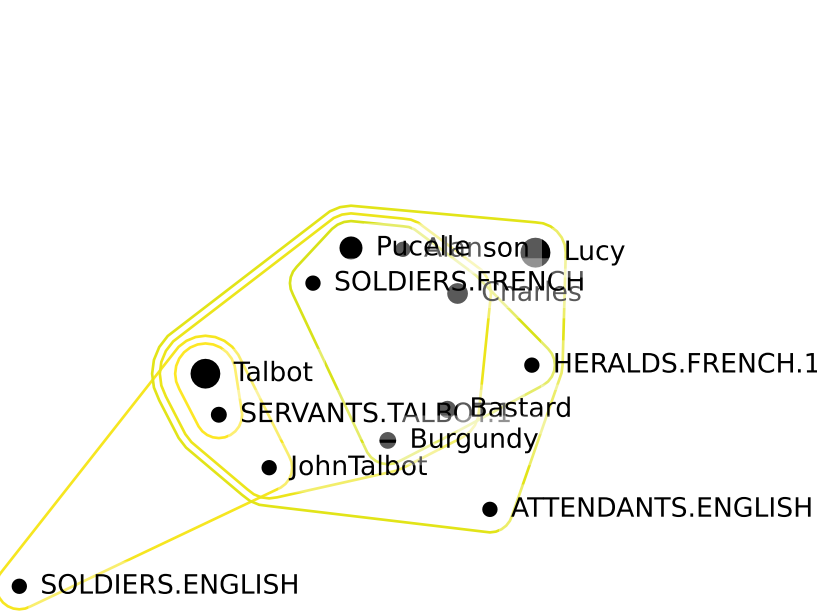 Pucelle
Alanson
Lucy
SOLDIERS.FRENCH
Charles
HERALDS.FRENCH.1
Talbot
SERVANTS.TALBOT.1
Bastard
Burgundy
JohnTalbot
ATTENDANTS.ENGLISH
SOLDIERS.ENGLISH